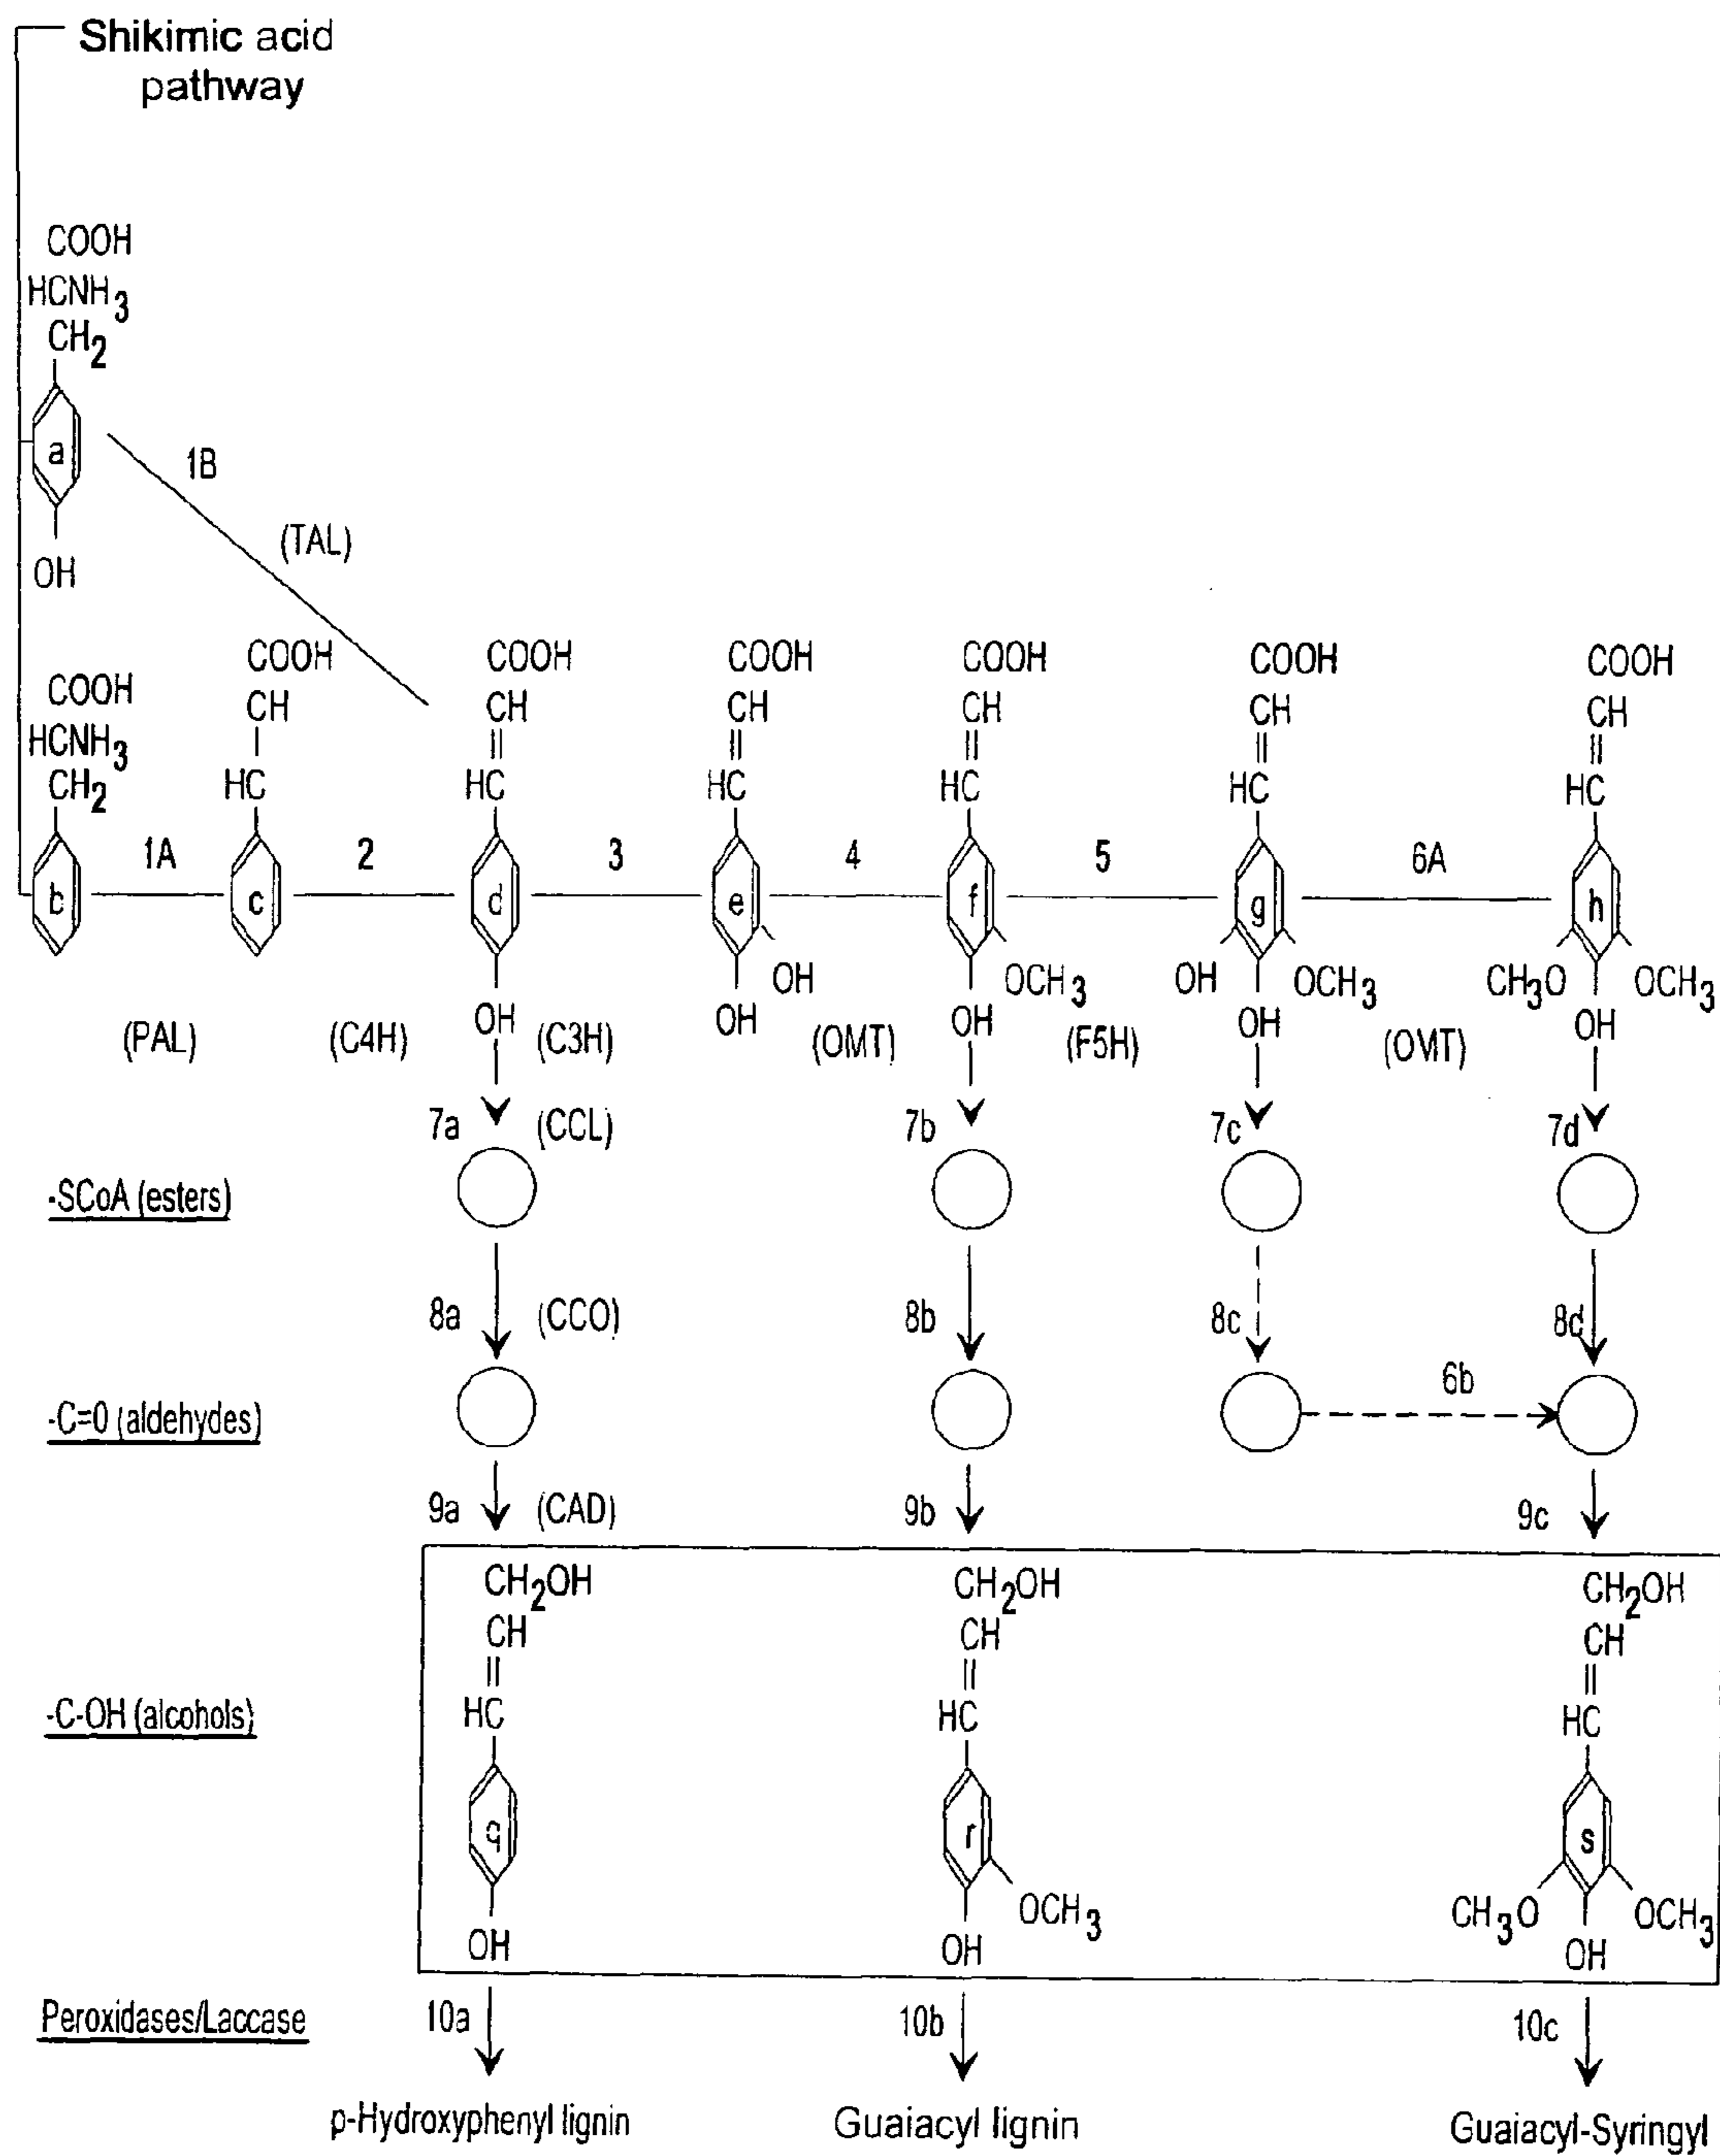 Shikimic acid
pathway
COOH
HCNH3
CH2
a
1B
(TAL)
OH
COOH COOH COOH COOH COOH COOH COOH
HCNH3 CH CH CH CH CH CH
CH2 HC HC HC HC HC HC
1A 2 3 4 5 6A
b c d e f g h
OH OH OCH3 OH OCH3 CH3O OCH3
OH OH OH OH OH
(PAL) (C4H) (C3H) (OMT) (F5H) (OMT)
7a (CCL) 7b 7c 7d
-SCoA (esters)
8a (CCO) 8b 8c 8d
6b
-C=O (aldehydes)
9a (CAD) 9b 9c
CH2OH CH2OH CH2OH
CH CH CH
-C-OH (alcohols) HC HC HC
q r s
OCH3 CH3O OCH3
OH OH OH
Peroxidases/Laccase 10a 10b 10c
p-Hydroxyphenyl lignin Guaiacyl lignin Guaiacyl-Syringyl